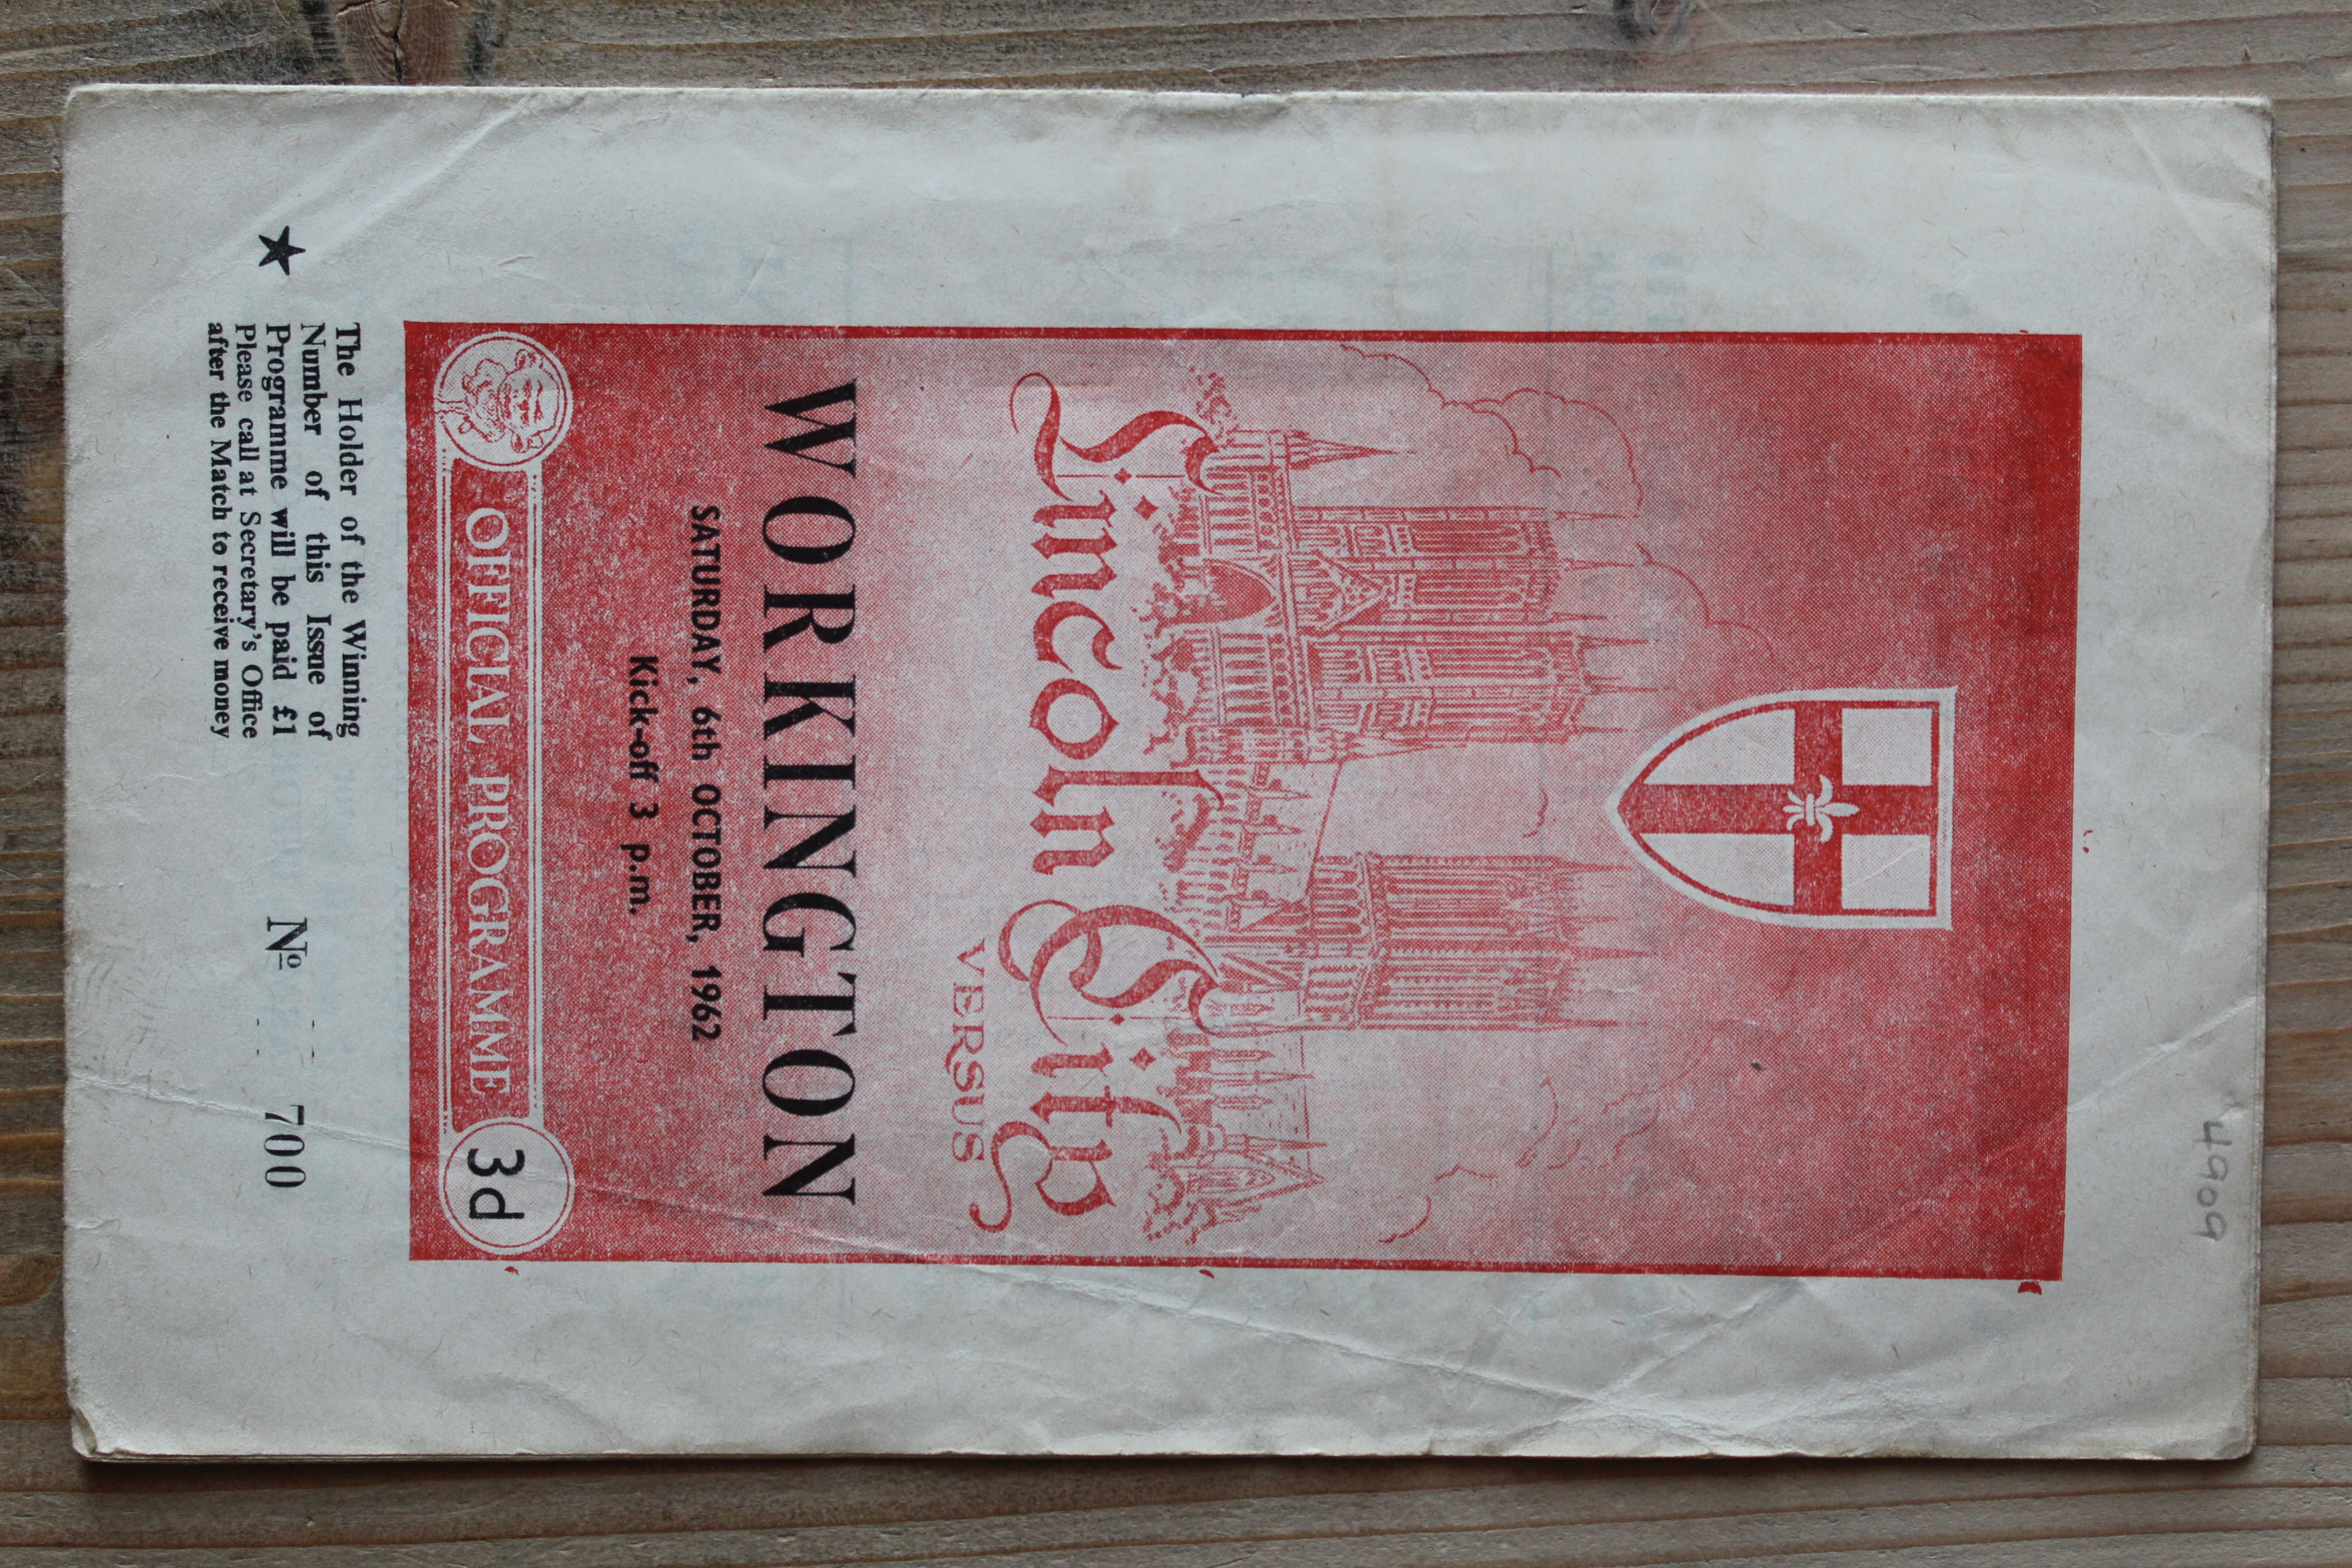 4909
Lincoln City
VERSUS
WORKINGTON
SATURDAY, 6th OCTOBER, 1962
Kick-off 3 p.m.
OFFICIAL PROGRAMME 3d
★ The Holder of the Winning
Number of this Issue of
Programme will be paid £1
Please call at Secretary's Office
after the Match to receive money
Nº 700